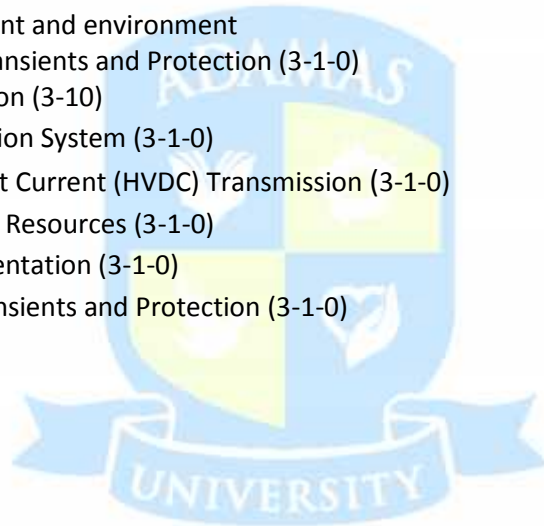 nt and environment
ansients and Protection (3-1-0)
on (3-10)
ion System (3-1-0)
t Current (HVDC) Transmission (3-1-0)
Resources (3-1-0)
entation (3-1-0)
nsients and Protection (3-1-0)
ADAMAS
UNIVERSITY